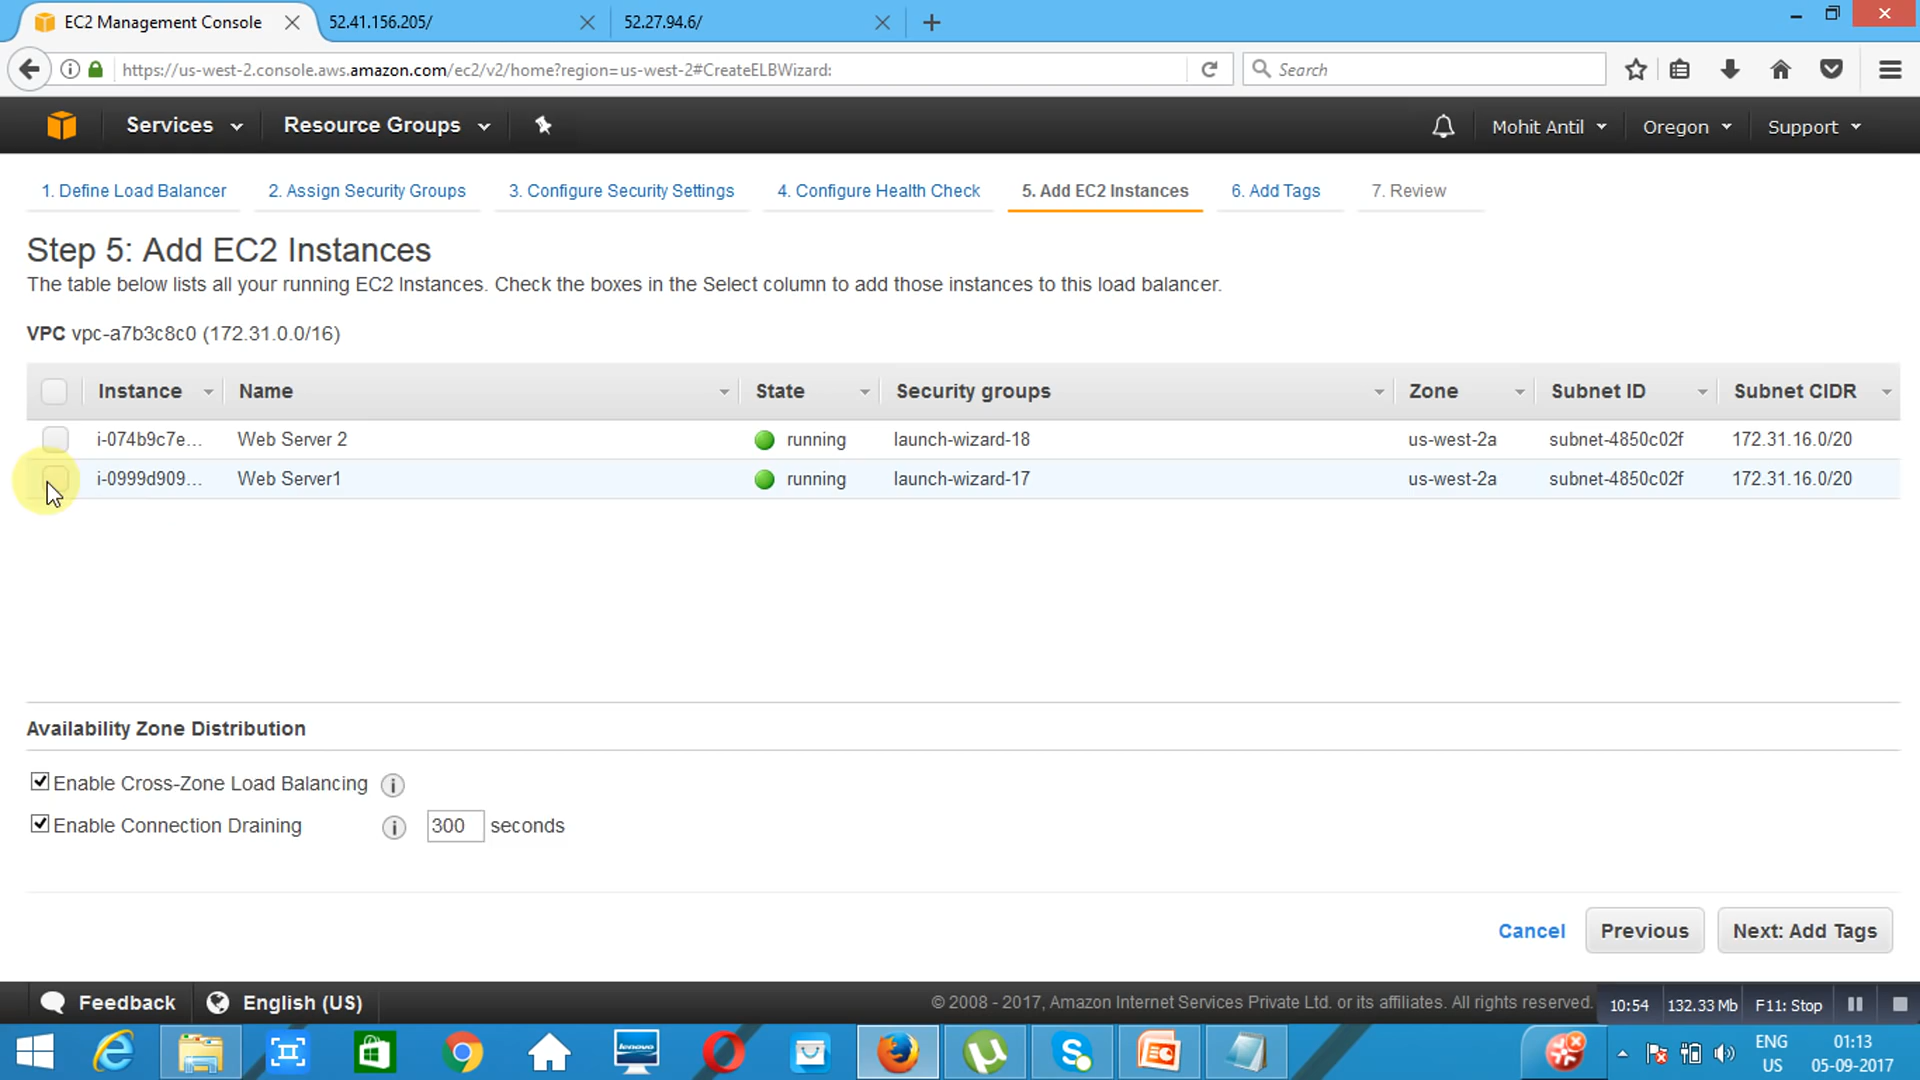 EC2 Management Console
52.41.156.205/
52.27.94.6/
https://us-west-2.console.aws.amazon.com/ec2/v2/home?region=us-west-2#CreateELBWizard:
Search
Services
Resource Groups
Mohit Antil
Oregon
Support
1. Define Load Balancer
2. Assign Security Groups
3. Configure Security Settings
4. Configure Health Check
5. Add EC2 Instances
6. Add Tags
7. Review
Step 5: Add EC2 Instances
The table below lists all your running EC2 Instances. Check the boxes in the Select column to add those instances to this load balancer.
VPC vpc-a7b3c8c0 (172.31.0.0/16)
Instance Name State Security groups Zone Subnet ID Subnet CIDR
i-074b9c7e... Web Server 2 running launch-wizard-18 us-west-2a subnet-4850c02f 172.31.16.0/20
i-0999d909... Web Server1 running launch-wizard-17 us-west-2a subnet-4850c02f 172.31.16.0/20
Availability Zone Distribution
Enable Cross-Zone Load Balancing
Enable Connection Draining 300 seconds
Cancel
Previous
Next: Add Tags
Feedback
English (US)
© 2008 - 2017, Amazon Internet Services Private Ltd. or its affiliates. All rights reserved.
10:54
132.33 Mb
F11: Stop
lenovo
ENG
US
01:13
05-09-2017